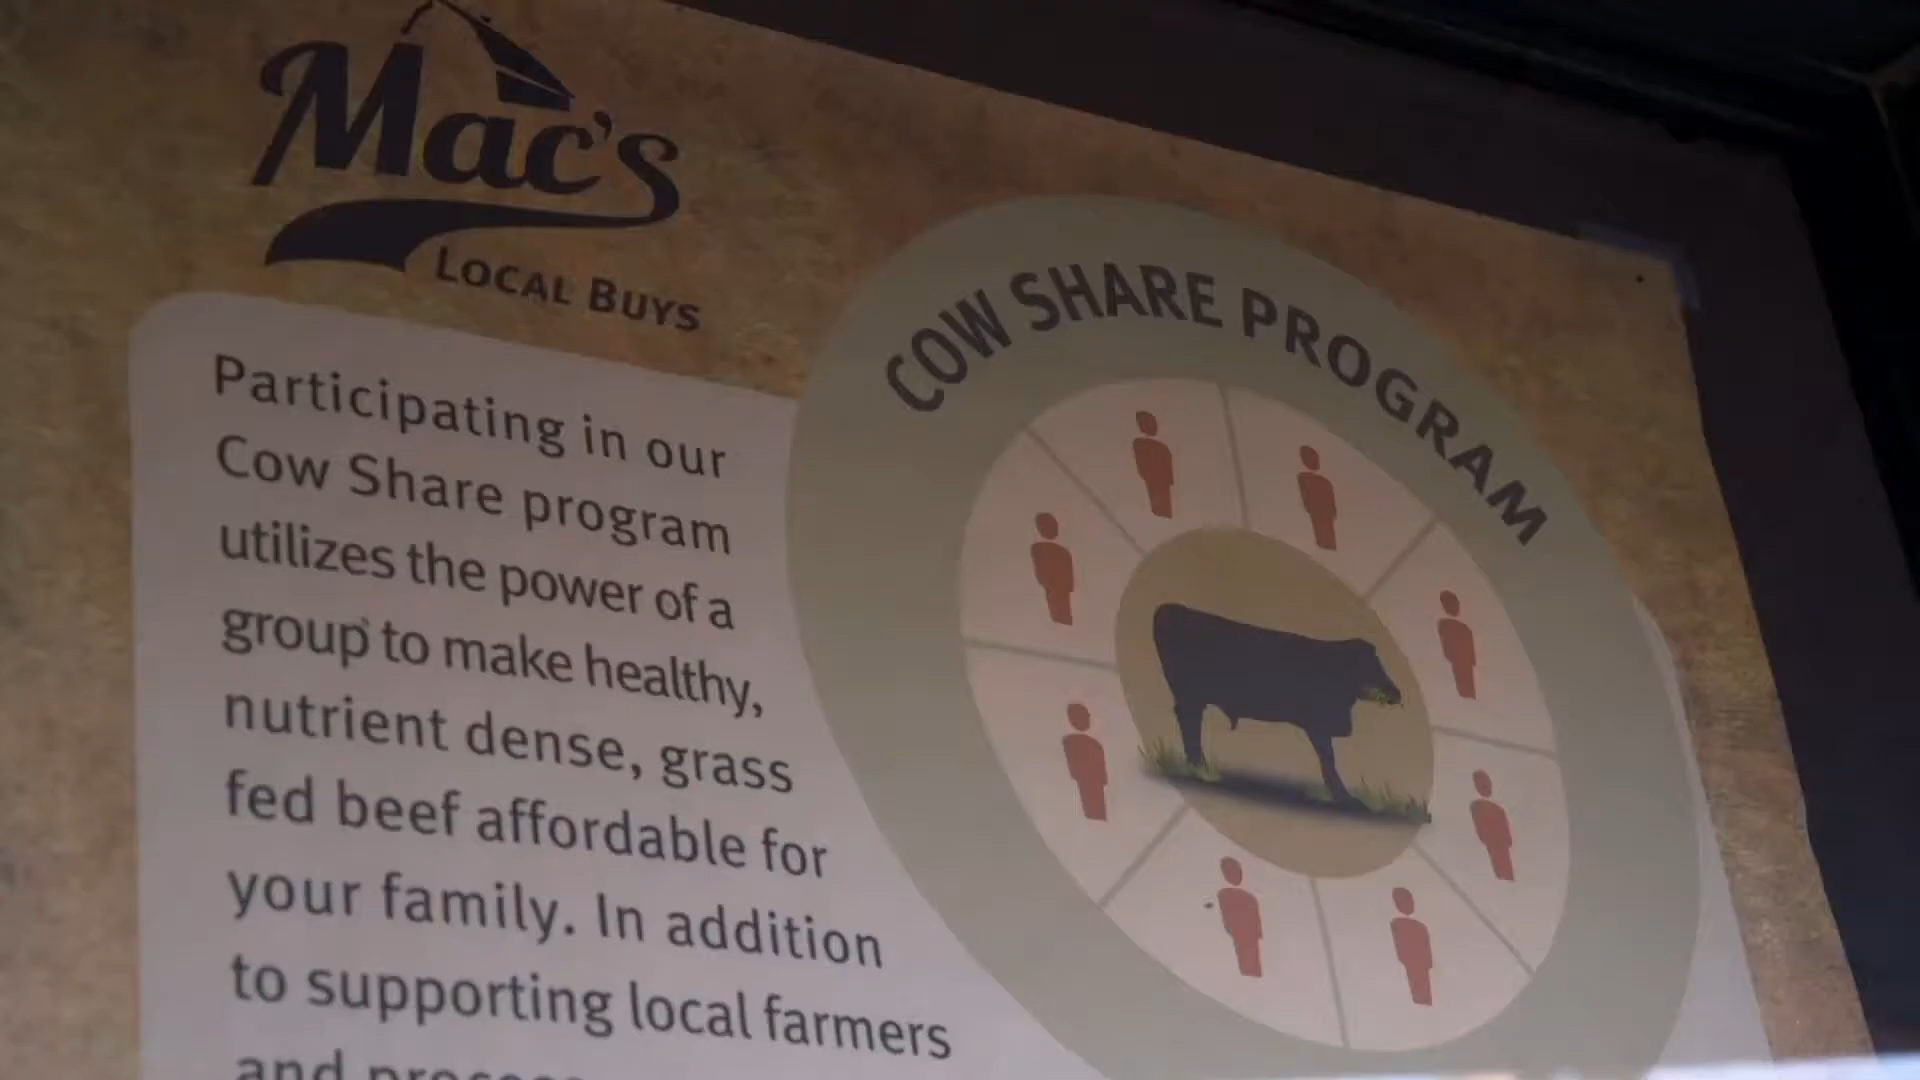 Mac's
LOCAL BUYS
COW SHARE PROGRAM
Participating in our
Cow Share program
utilizes the power of a
group to make healthy,
nutrient dense, grass
fed beef affordable for
your family. In addition
to supporting local farmers
and